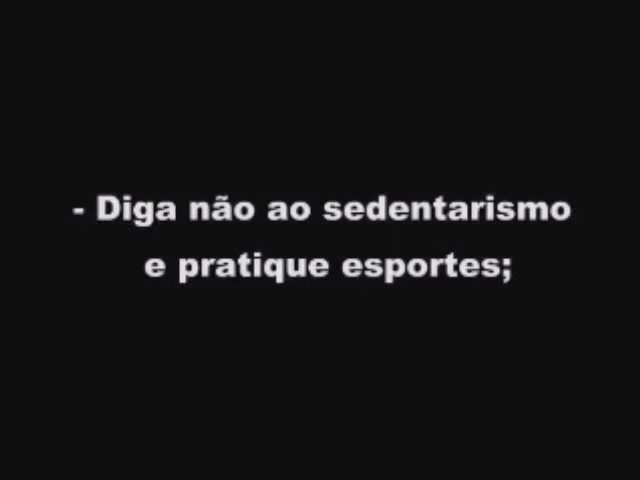 - Diga não ao sedentarismo
e pratique esportes;